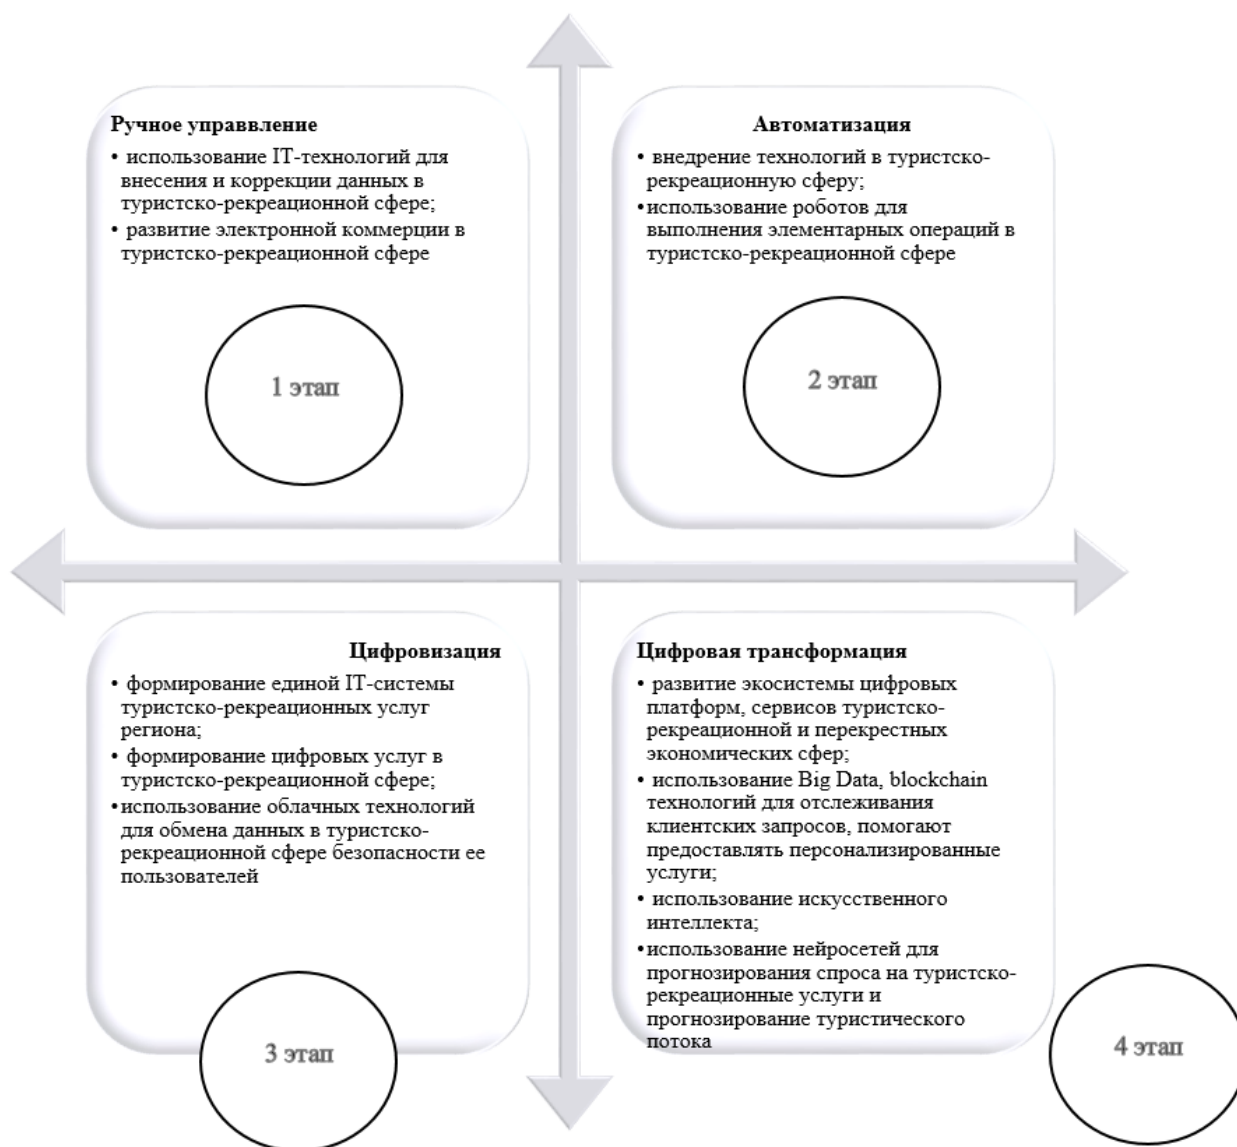 Ручное управвление
• использование IT-технологий для
внесения и коррекции данных в
туристско-рекреационной сфере;
• развитие электронной коммерции в
туристско-рекреационной сфере
1 этап
Автоматизация
• внедрение технологий в туристско-
рекреационную сферу;
•использование роботов для
выполнения элементарных операций в
туристско-рекреационной сфере
2 этап
Цифровизация
• формирование единой IT-системы
туристско-рекреационных услуг
региона;
• формирование цифровых услуг в
туристско-рекреационной сфере;
•использование облачных технологий
для обмена данных в туристско-
рекреационной сфере безопасности ее
пользователей
3 этап
Цифровая трансформация
• развитие экосистемы цифровых
платформ, сервисов туристско-
рекреационной и перекрестных
экономических сфер;
• использование Big Data, blockchain
технологий для отслеживания
клиентских запросов, помогают
предоставлять персонализированные
услуги;
• использование искусственного
интеллекта;
•использование нейросетей для
прогнозирования спроса на туристско-
рекреационные услуги и
прогнозирование туристического
потока
4 этап